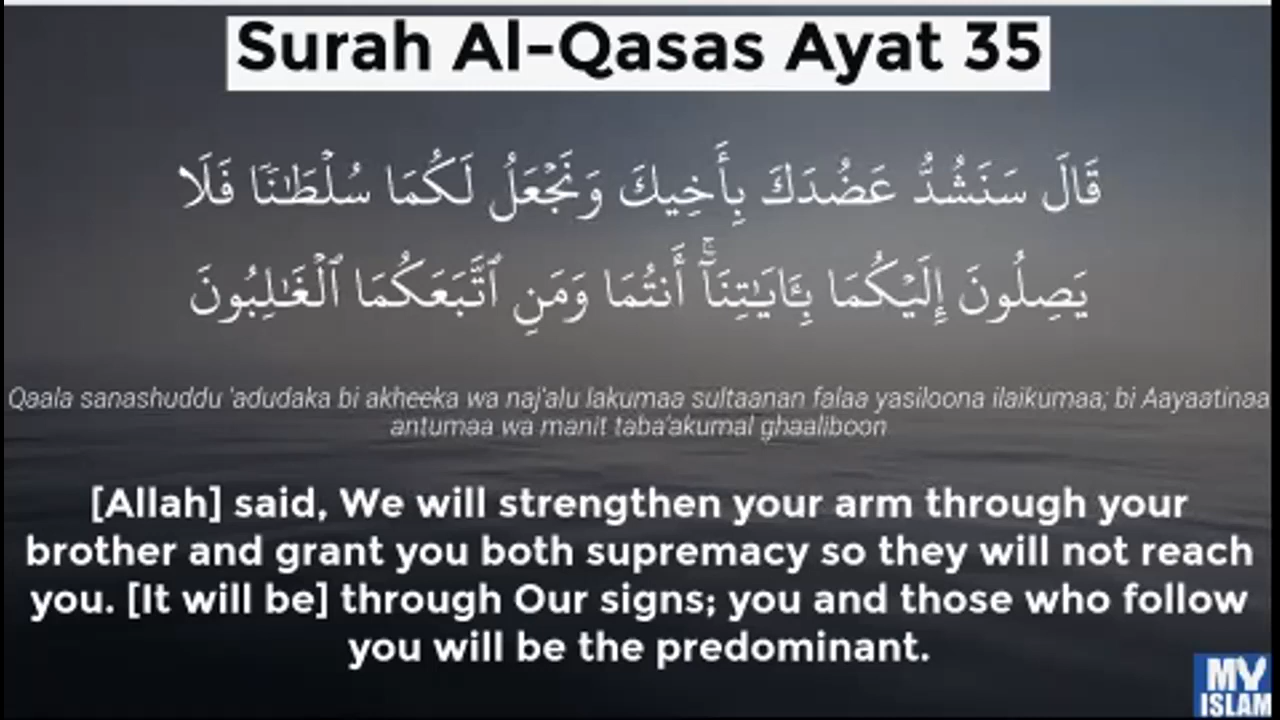 Surah Al-Qasas Ayat 35
قَالَ سَنَشُدُّ عَضُدَكَ بِأَخِيكَ وَنَجْعَلُ لَكُمَا سُلْطَـٰنًا فَلَا
يَصِلُونَ إِلَيْكُمَا بِـَٔايَـٰتِنَآ ۚ أَنتُمَا وَمَنِ ٱتَّبَعَكُمَا ٱلْغَـٰلِبُونَ
Qaala sanashuddu 'adudaka bi akheeka wa naj'alu lakumaa sultaanan falaa yasiloona ilaikumaa; bi Aayaatinaa
antumaa wa manit taba'akumal ghaaliboon
[Allah] said, We will strengthen your arm through your
brother and grant you both supremacy so they will not reach
you. [It will be] through Our signs; you and those who follow
you will be the predominant.
MY
ISLAM